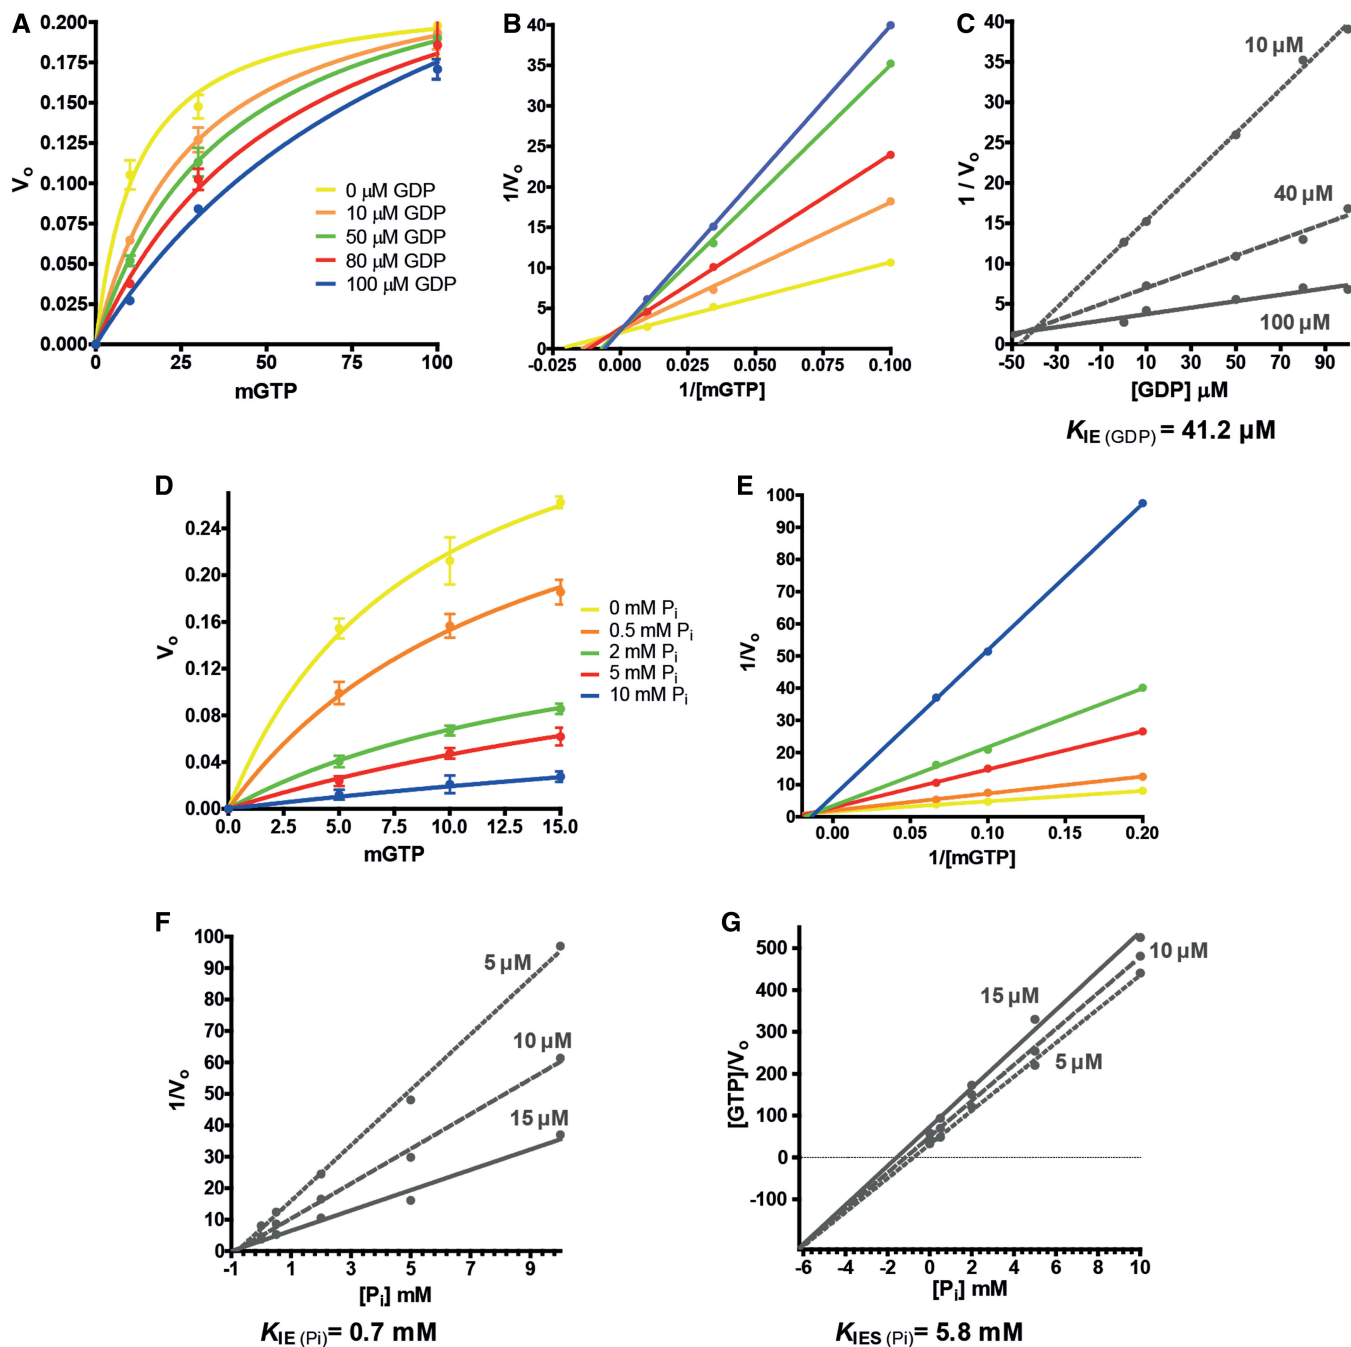 A
0.200
0.175
0.150
0.125
0.100
0.075
0.050
0.025
0.000
Vo
0 25 50 75 100
mGTP
0 µM GDP
10 µM GDP
50 µM GDP
80 µM GDP
100 µM GDP
B
40
35
30
25
20
15
10
5
0
1/Vo
-0.025 0.000 0.025 0.050 0.075 0.100
1/[mGTP]
C
40
35
30
25
20
15
10
5
0
1 / Vo
10 µM
40 µM
100 µM
-50 -30 -10 10 30 50 70 90
[GDP] µM
KIE (GDP) = 41.2 µM
D
0.24
0.20
0.16
0.12
0.08
0.04
0.00
Vo
0.0 2.5 5.0 7.5 10.0 12.5 15.0
mGTP
0 mM Pi
0.5 mM Pi
2 mM Pi
5 mM Pi
10 mM Pi
E
100
90
80
70
60
50
40
30
20
10
0
1/Vo
0.00 0.05 0.10 0.15 0.20
1/[mGTP]
F
100
90
80
70
60
50
40
30
20
10
0
1/Vo
5 µM
10 µM
15 µM
-1 1 3 5 7 9
[Pi] mM
KIE (Pi)= 0.7 mM
G
500
400
300
200
100
0
-100
[GTP]/Vo
10 µM
15 µM
5 µM
-6 -4 -2 0 2 4 6 8 10
[Pi] mM
KIES (Pi)= 5.8 mM